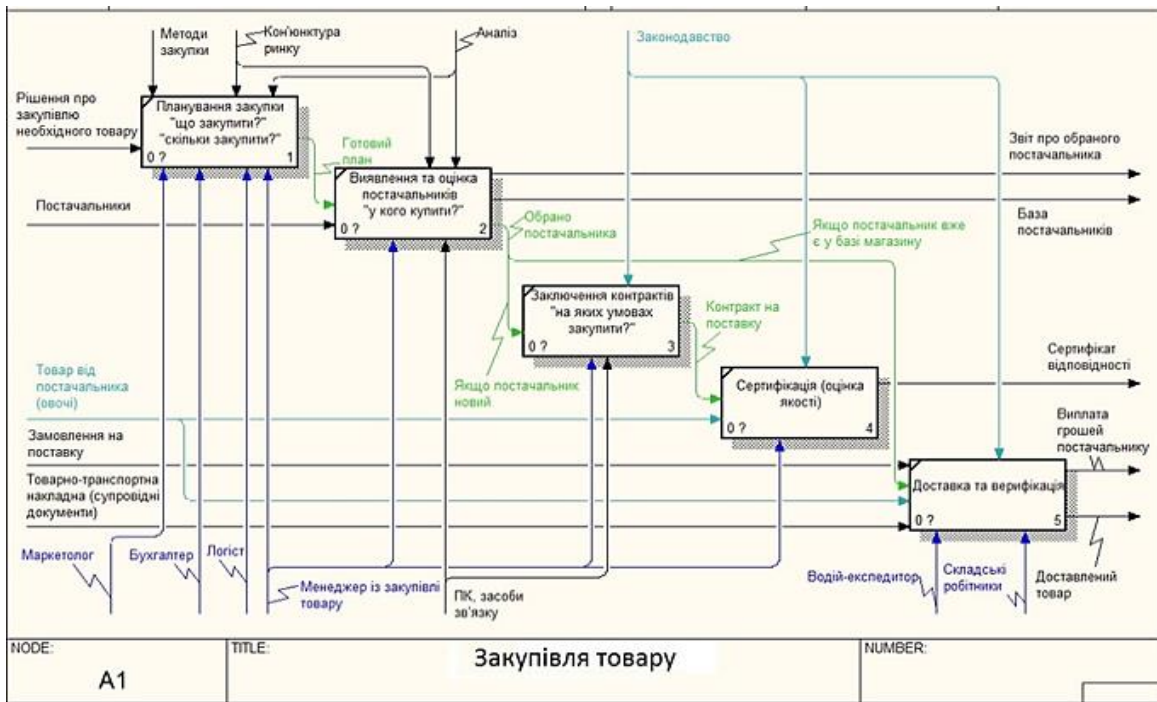 Методи
закупки
Кон'юнктура
ринку
Аналіз
Законодавство
Рішення про
закупівлю
необхідного товару
Планування закупки
"що закупити?"
"скільки закупити?"
0 ?
1
Готовий
план
Звіт про обраного
постачальника
Виявлення та оцінка
постачальників
"у кого купити?"
0 ?
2
Постачальники
База
постачальників
Обрано
постачальника
Якщо постачальник вже
є у базі магазину
Заключення контрактів
"на яких умовах
закупити?"
0 ?
3
Контракт на
поставку
Сертифікат
відповідності
Товар від
постачальника
(овочі)
Якщо постачальник
новий
Сертифікація (оцінка
якості)
0 ?
4
Замовлення на
поставку
Виплата
грошей
постачальнику
Товарно-транспортна
накладна (супровідні
документи)
Доставка та верифікація
0 ?
5
Маркетолог
Бухгалтер
Логіст
Менеджер із закупівлі
товару
ПК, засоби
зв'язку
Водій-експедитор
Складські
робітники
Доставлений
товар
NODE:
A1
TITLE:
Закупівля товару
NUMBER: